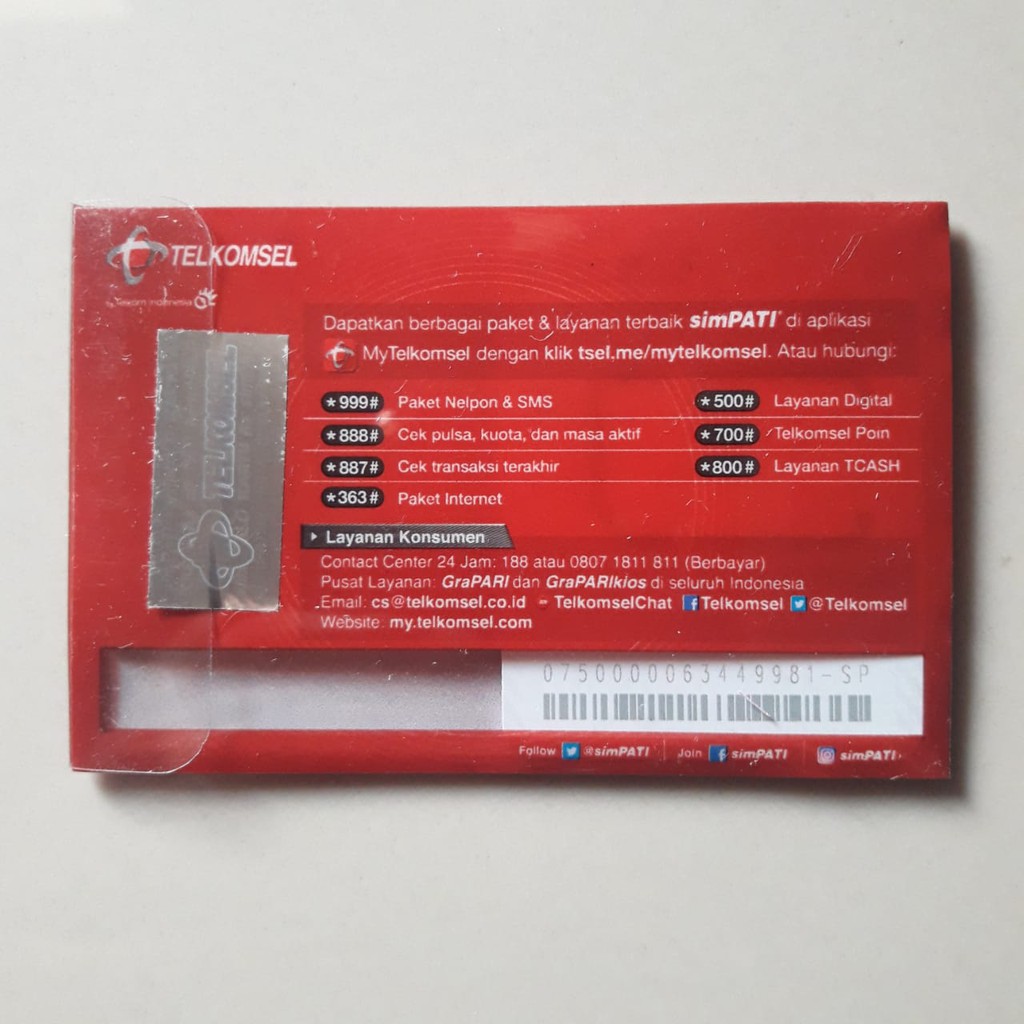 TELKOMSEL
by Telkom Indonesia
TELKOMSEL
Dapatkan berbagai paket & layanan terbaik simPATI di aplikasi
MyTelkomsel dengan klik tsel.me/mytelkomsel. Atau hubungi:
*999# Paket Nelpon & SMS *500# Layanan Digital
*888# Cek pulsa, kuota, dan masa aktif *700# Telkomsel Poin
*887# Cek transaksi terakhir *800# Layanan TCASH
*363# Paket Internet
Layanan Konsumen
Contact Center 24 Jam: 188 atau 0807 1811 811 (Berbayar)
Pusat Layanan: GraPARI dan GraPARIkios di seluruh Indonesia
Email: cs@telkomsel.co.id TelkomselChat Telkomsel @Telkomsel
Website: my.telkomsel.com
0750000063449981-SP
Follow @simPATI Join simPATI simPATI